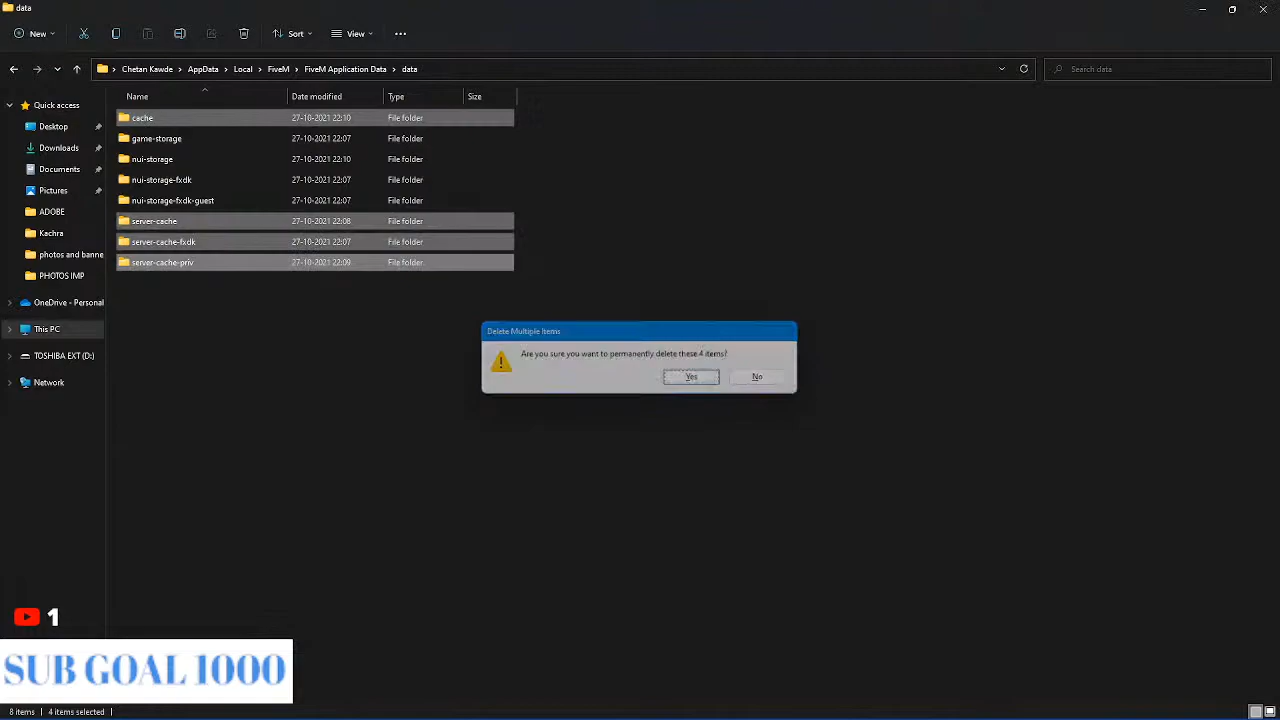 data
New
Sort
View
Chetan Kawde
AppData
Local
FiveM
FiveM Application Data
data
Search data
Name
Date modified
Type
Size
Quick access
Desktop
Downloads
Documents
Pictures
ADOBE
Kachra
photos and banne
PHOTOS IMP
OneDrive - Personal
This PC
TOSHIBA EXT (D:)
Network
cache 27-10-2021 22:10 File folder
game-storage 27-10-2021 22:07 File folder
nui-storage 27-10-2021 22:10 File folder
nui-storage-fxdk 27-10-2021 22:07 File folder
nui-storage-fxdk-guest 27-10-2021 22:07 File folder
server-cache 27-10-2021 22:08 File folder
server-cache-fxdk 27-10-2021 22:07 File folder
server-cache-priv 27-10-2021 22:09 File folder
Delete Multiple Items
Are you sure you want to permanently delete these 4 items?
Yes
No
1
SUB GOAL 1000
8 items
4 items selected